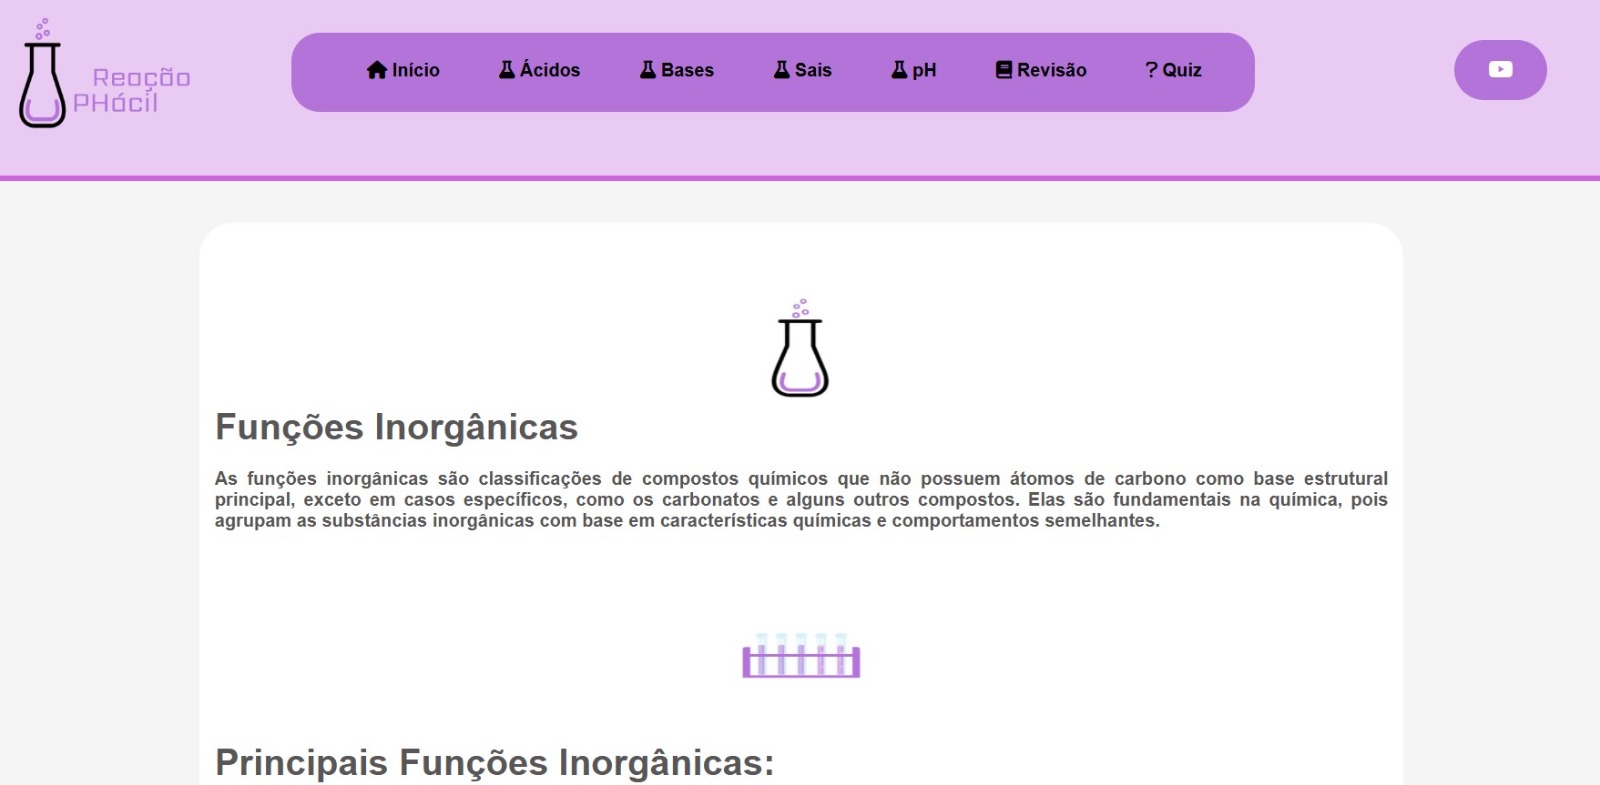 Reação
PHácil
Início Ácidos Bases Sais pH Revisão ? Quiz
Funções Inorgânicas
As funções inorgânicas são classificações de compostos químicos que não possuem átomos de carbono como base estrutural
principal, exceto em casos específicos, como os carbonatos e alguns outros compostos. Elas são fundamentais na química, pois
agrupam as substâncias inorgânicas com base em características químicas e comportamentos semelhantes.
Principais Funções Inorgânicas: